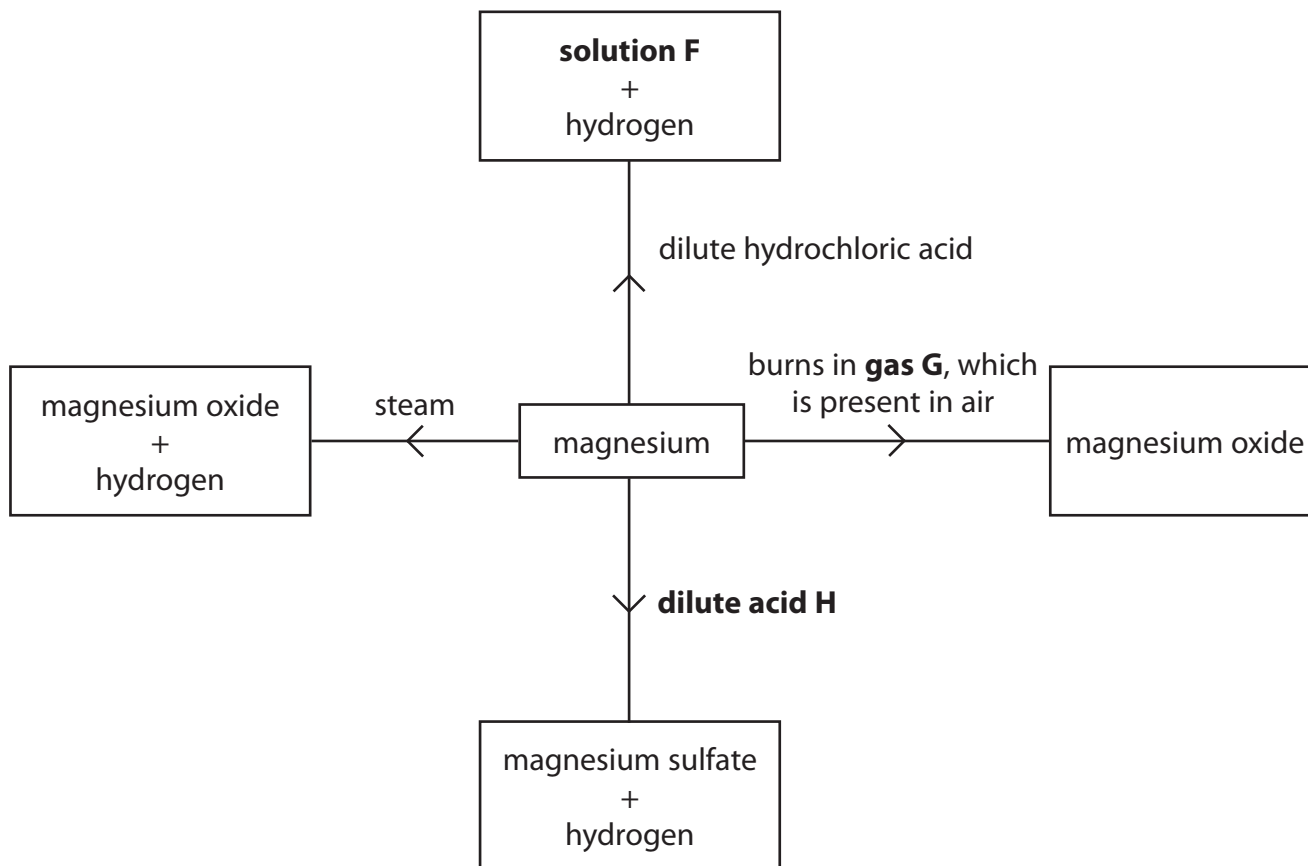 solution F
+
hydrogen
dilute hydrochloric acid
burns in gas G, which
is present in air
magnesium oxide
+
hydrogen
steam
magnesium
magnesium oxide
dilute acid H
magnesium sulfate
+
hydrogen